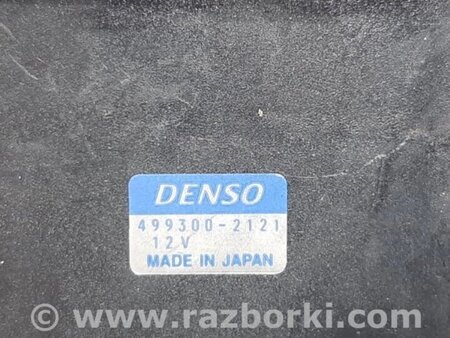 DENSO
499300-2121
12V
MADE IN JAPAN
© www.razborki.com